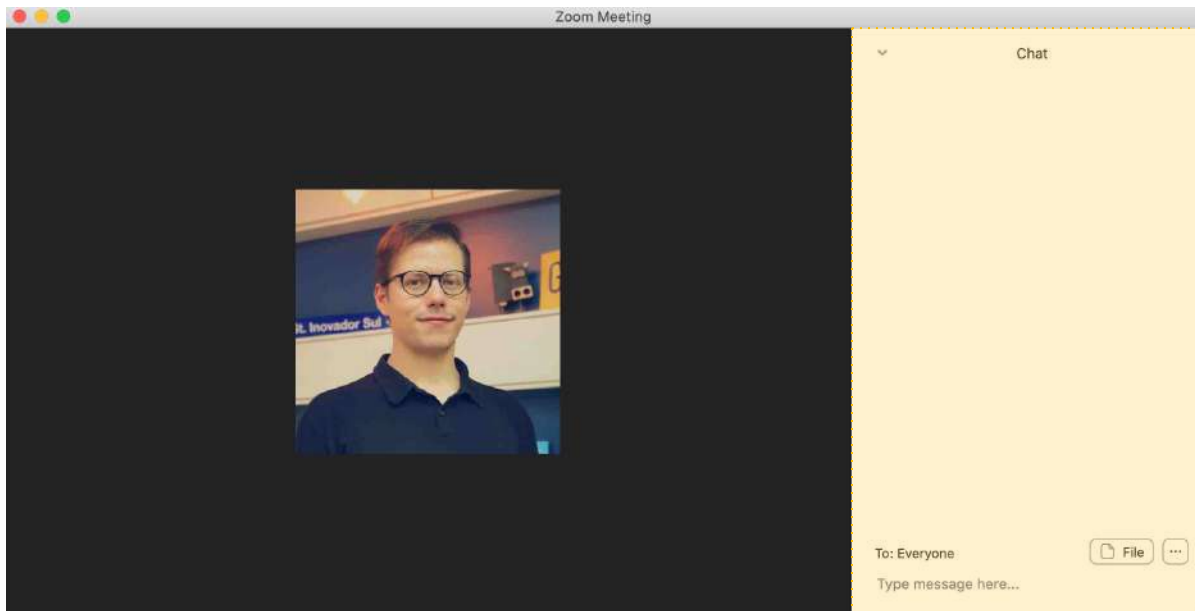 Zoom Meeting
Chat
St. Inovador Sul
G
To: Everyone
File
...
Type message here...